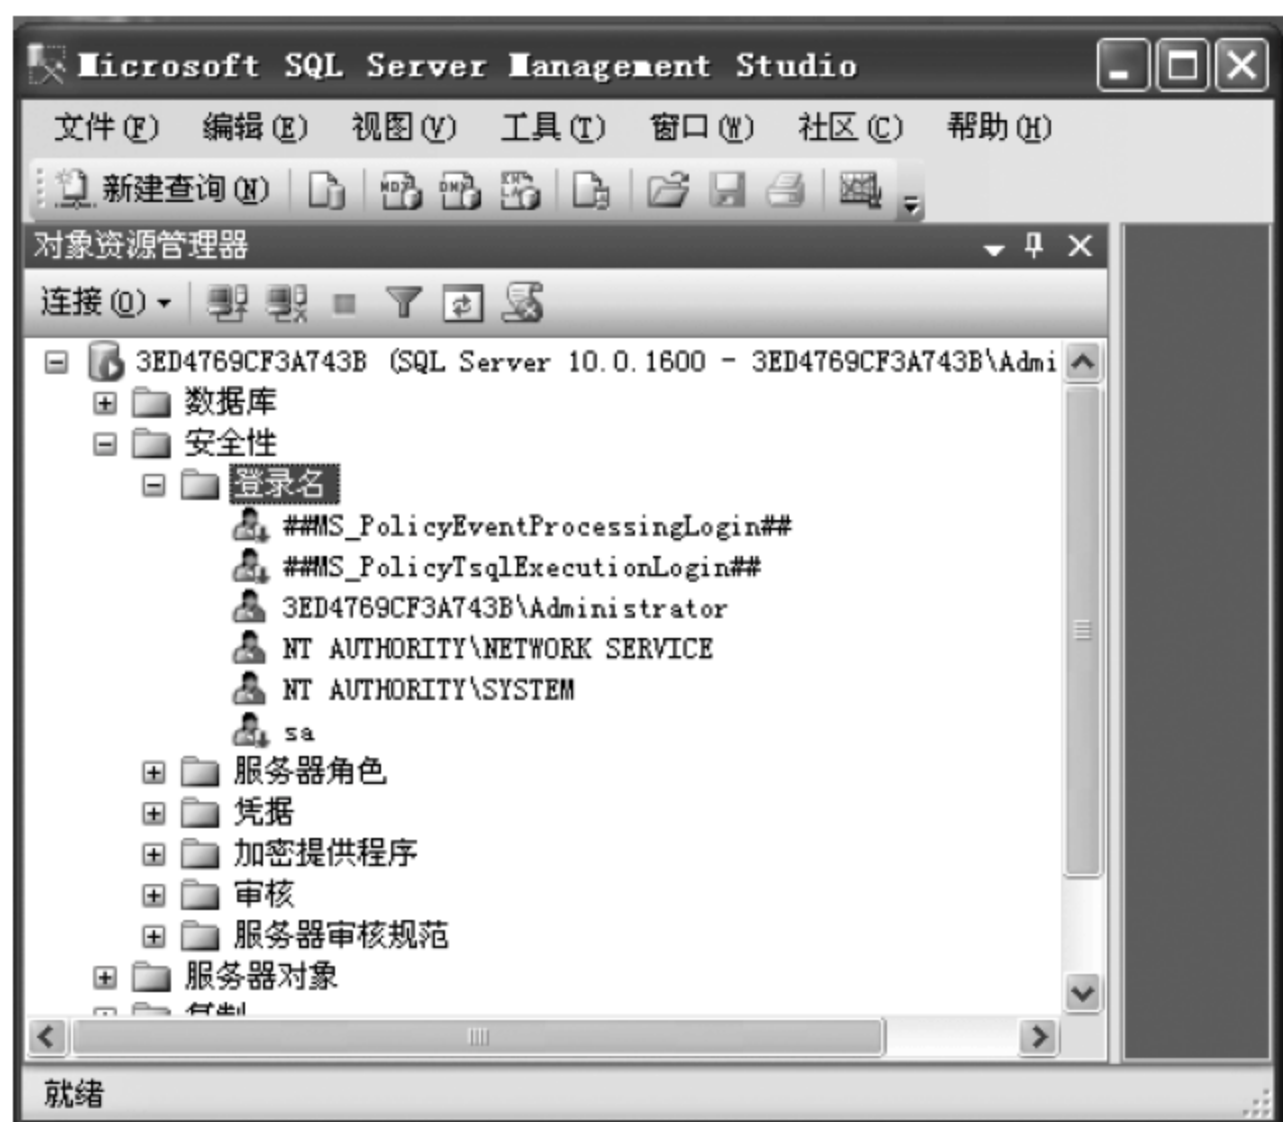 Microsoft SQL Server Management Studio
文件(F) 编辑(E) 视图(V) 工具(T) 窗口(W) 社区(C) 帮助(H)
新建查询(N)
对象资源管理器
连接(O)
3ED4769CF3A743B (SQL Server 10.0.1600 - 3ED4769CF3A743B\Admi
数据库
安全性
登录名
##MS_PolicyEventProcessingLogin##
##MS_PolicyTsqlExecutionLogin##
3ED4769CF3A743B\Administrator
NT AUTHORITY\NETWORK SERVICE
NT AUTHORITY\SYSTEM
sa
服务器角色
凭据
加密提供程序
审核
服务器审核规范
服务器对象
复制
就绪